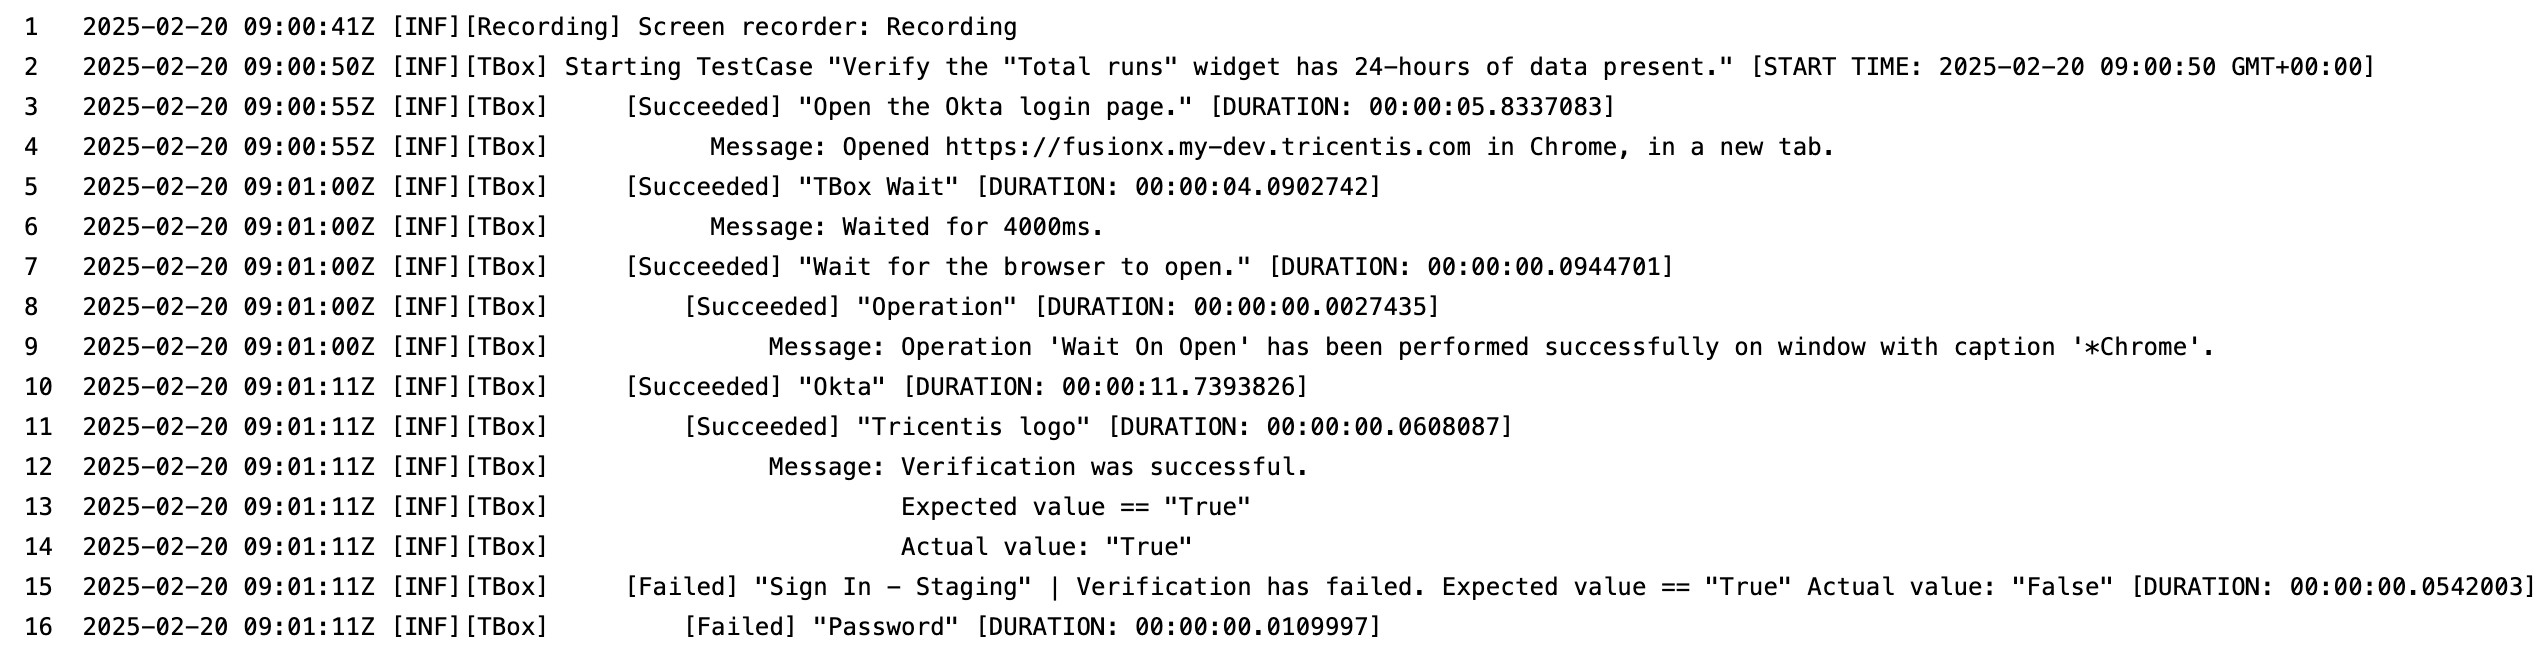 1 2025-02-20 09:00:41Z [INF][Recording] Screen recorder: Recording
2 2025-02-20 09:00:50Z [INF][TBox] Starting TestCase "Verify the "Total runs" widget has 24-hours of data present." [START TIME: 2025-02-20 09:00:50 GMT+00:00]
3 2025-02-20 09:00:55Z [INF][TBox] [Succeeded] "Open the Okta login page." [DURATION: 00:00:05.8337083]
4 2025-02-20 09:00:55Z [INF][TBox] Message: Opened https://fusionx.my-dev.tricentis.com in Chrome, in a new tab.
5 2025-02-20 09:01:00Z [INF][TBox] [Succeeded] "TBox Wait" [DURATION: 00:00:04.0902742]
6 2025-02-20 09:01:00Z [INF][TBox] Message: Waited for 4000ms.
7 2025-02-20 09:01:00Z [INF][TBox] [Succeeded] "Wait for the browser to open." [DURATION: 00:00:00.0944701]
8 2025-02-20 09:01:00Z [INF][TBox] [Succeeded] "Operation" [DURATION: 00:00:00.0027435]
9 2025-02-20 09:01:00Z [INF][TBox] Message: Operation 'Wait On Open' has been performed successfully on window with caption '*Chrome'.
10 2025-02-20 09:01:11Z [INF][TBox] [Succeeded] "Okta" [DURATION: 00:00:11.7393826]
11 2025-02-20 09:01:11Z [INF][TBox] [Succeeded] "Tricentis logo" [DURATION: 00:00:00.0608087]
12 2025-02-20 09:01:11Z [INF][TBox] Message: Verification was successful.
13 2025-02-20 09:01:11Z [INF][TBox] Expected value == "True"
14 2025-02-20 09:01:11Z [INF][TBox] Actual value: "True"
15 2025-02-20 09:01:11Z [INF][TBox] [Failed] "Sign In - Staging" | Verification has failed. Expected value == "True" Actual value: "False" [DURATION: 00:00:00.0542003]
16 2025-02-20 09:01:11Z [INF][TBox] [Failed] "Password" [DURATION: 00:00:00.0109997]